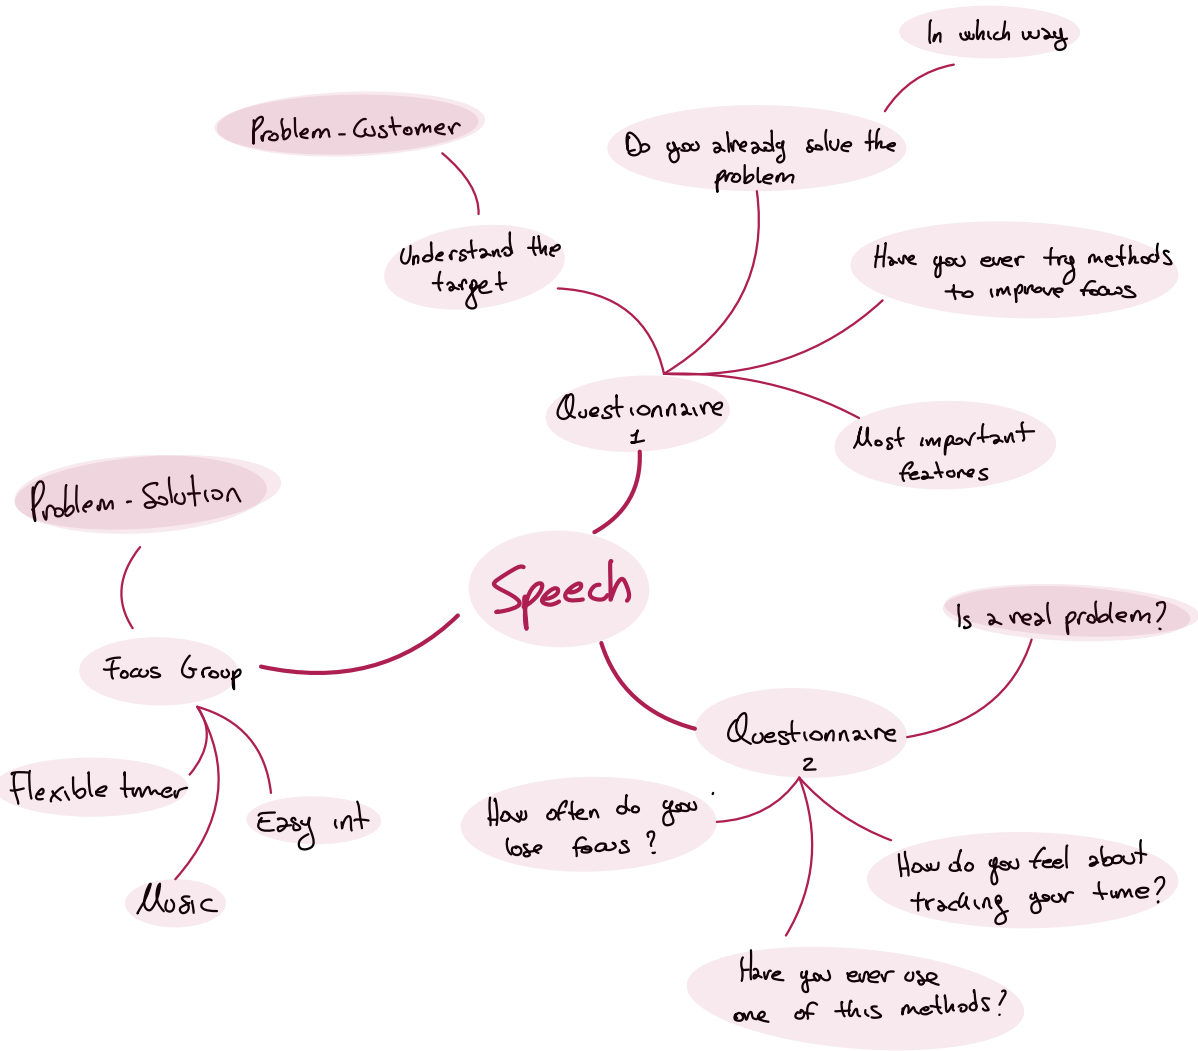 In which way
Problem - Customer
Do you already solve the
problem
Understand the
target
Have you ever try methods
to improve focus
Questionnaire
1
Most important
features
Problem - Solution
Speech
Is a real problem?
Focus Group
Questionnaire
2
Flexible timer
Easy int
Music
How often do you
lose focus?
How do you feel about
tracking your time?
Have you ever use
one of this methods?